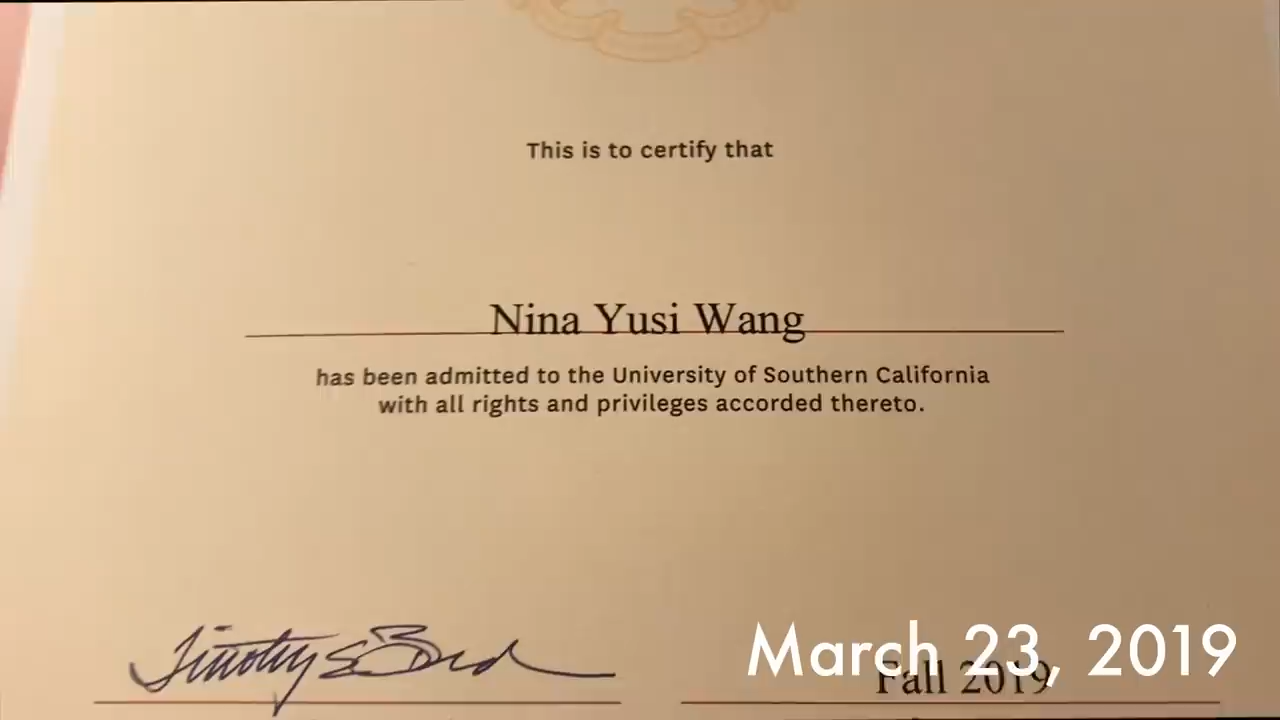 This is to certify that
Nina Yusi Wang
has been admitted to the University of Southern California
with all rights and privileges accorded thereto.
Timothy
March 23, 2019
Fall 2019